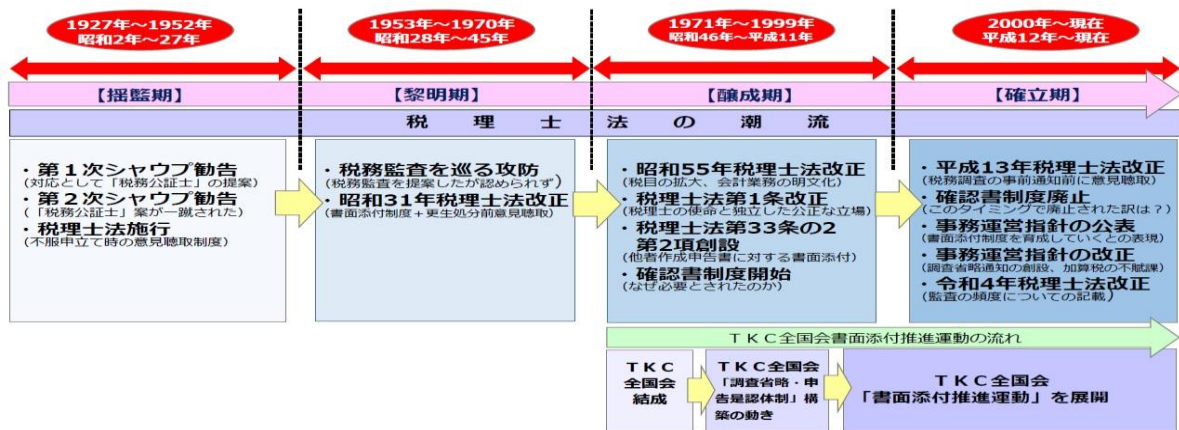 1927年～1952年
昭和2年～27年
1953年～1970年
昭和28年～45年
1971年～1999年
昭和46年～平成11年
2000年～現在
平成12年～現在
【揺籃期】
【黎明期】
【醸成期】
【確立期】
税理士法の潮流
・第1次シャウプ勧告
(対応として「税務公証士」の提案)
・第2次シャウプ勧告
(「税務公証士」案が一蹴された)
・税理士法施行
(不服申立て時の意見聴取制度)
・税務監査を巡る攻防
(税務監査を提案したが認められず)
・昭和31年税理士法改正
(書面添付制度＋更生処分前意見聴取)
・昭和55年税理士法改正
(税目の拡大、会計業務の明文化)
・税理士法第1条改正
(税理士の使命と独立した公正な立場)
・税理士法第33条の2
第2項創設
(他者作成申告書に対する書面添付)
・確認書制度開始
(なぜ必要とされたのか)
・平成13年税理士法改正
(税務調査の事前通知前に意見聴取)
・確認書制度廃止
(このタイミングで廃止された訳は？)
・事務運営指針の公表
(書面添付制度を育成していくとの表現)
・事務運営指針の改正
(調査省略通知の創設、加算税の不賦課)
・令和4年税理士法改正
(監査の頻度についての記載)
ＴＫＣ全国会書面添付推進運動の流れ
ＴＫＣ
全国会
結成
ＴＫＣ全国会
「調査省略・申
告是認体制」構
築の動き
ＴＫＣ全国会
「書面添付推進運動」を展開